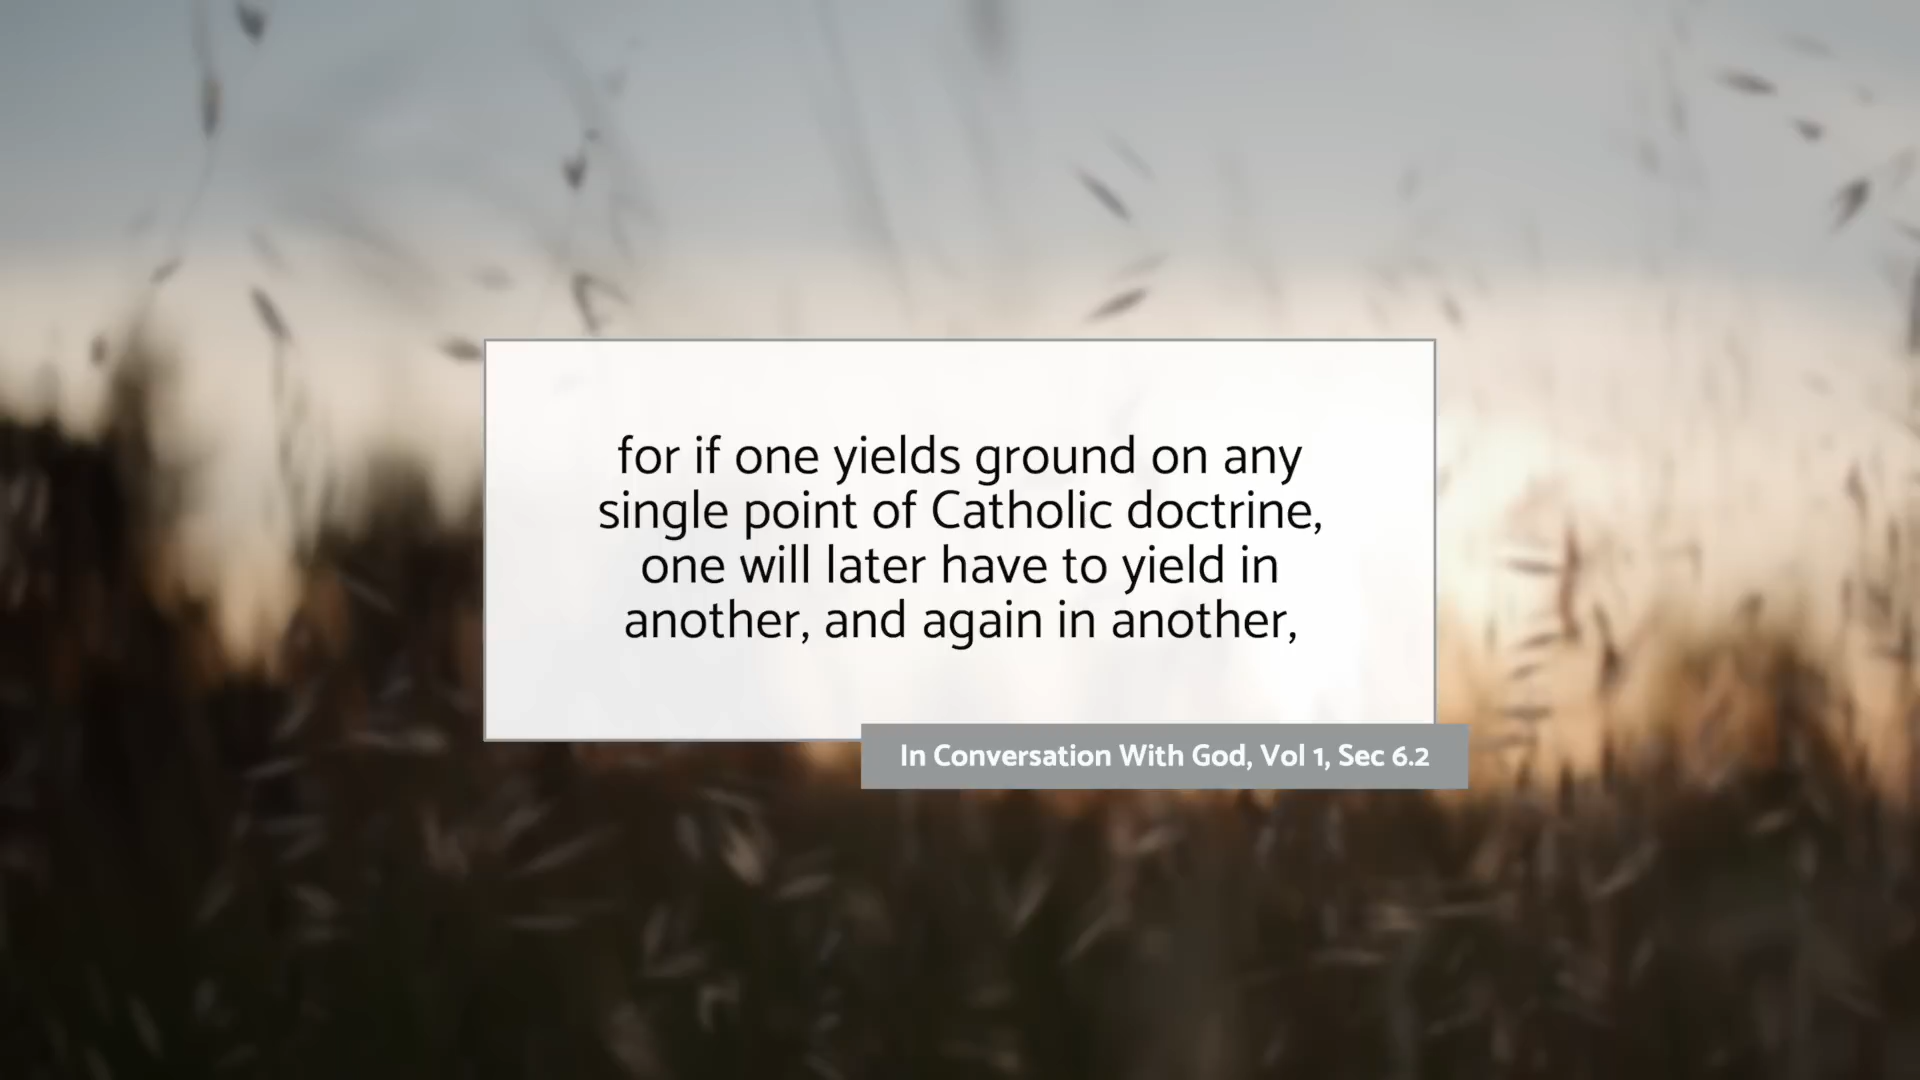 for if one yields ground on any
single point of Catholic doctrine,
one will later have to yield in
another, and again in another,
In Conversation With God, Vol 1, Sec 6.2